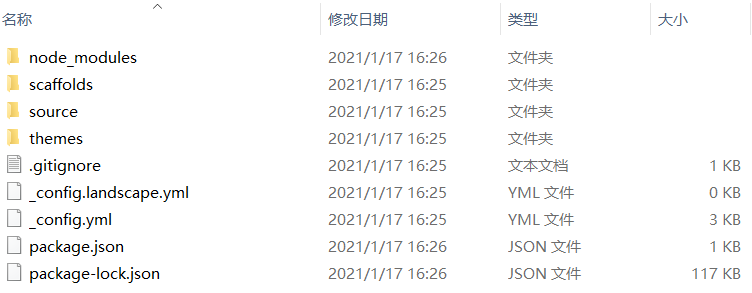 名称 修改日期 类型 大小
node_modules 2021/1/17 16:26 文件夹
scaffolds 2021/1/17 16:25 文件夹
source 2021/1/17 16:25 文件夹
themes 2021/1/17 16:25 文件夹
.gitignore 2021/1/17 16:25 文本文档 1 KB
_config.landscape.yml 2021/1/17 16:25 YML 文件 0 KB
_config.yml 2021/1/17 16:25 YML 文件 3 KB
package.json 2021/1/17 16:26 JSON 文件 1 KB
package-lock.json 2021/1/17 16:26 JSON 文件 117 KB